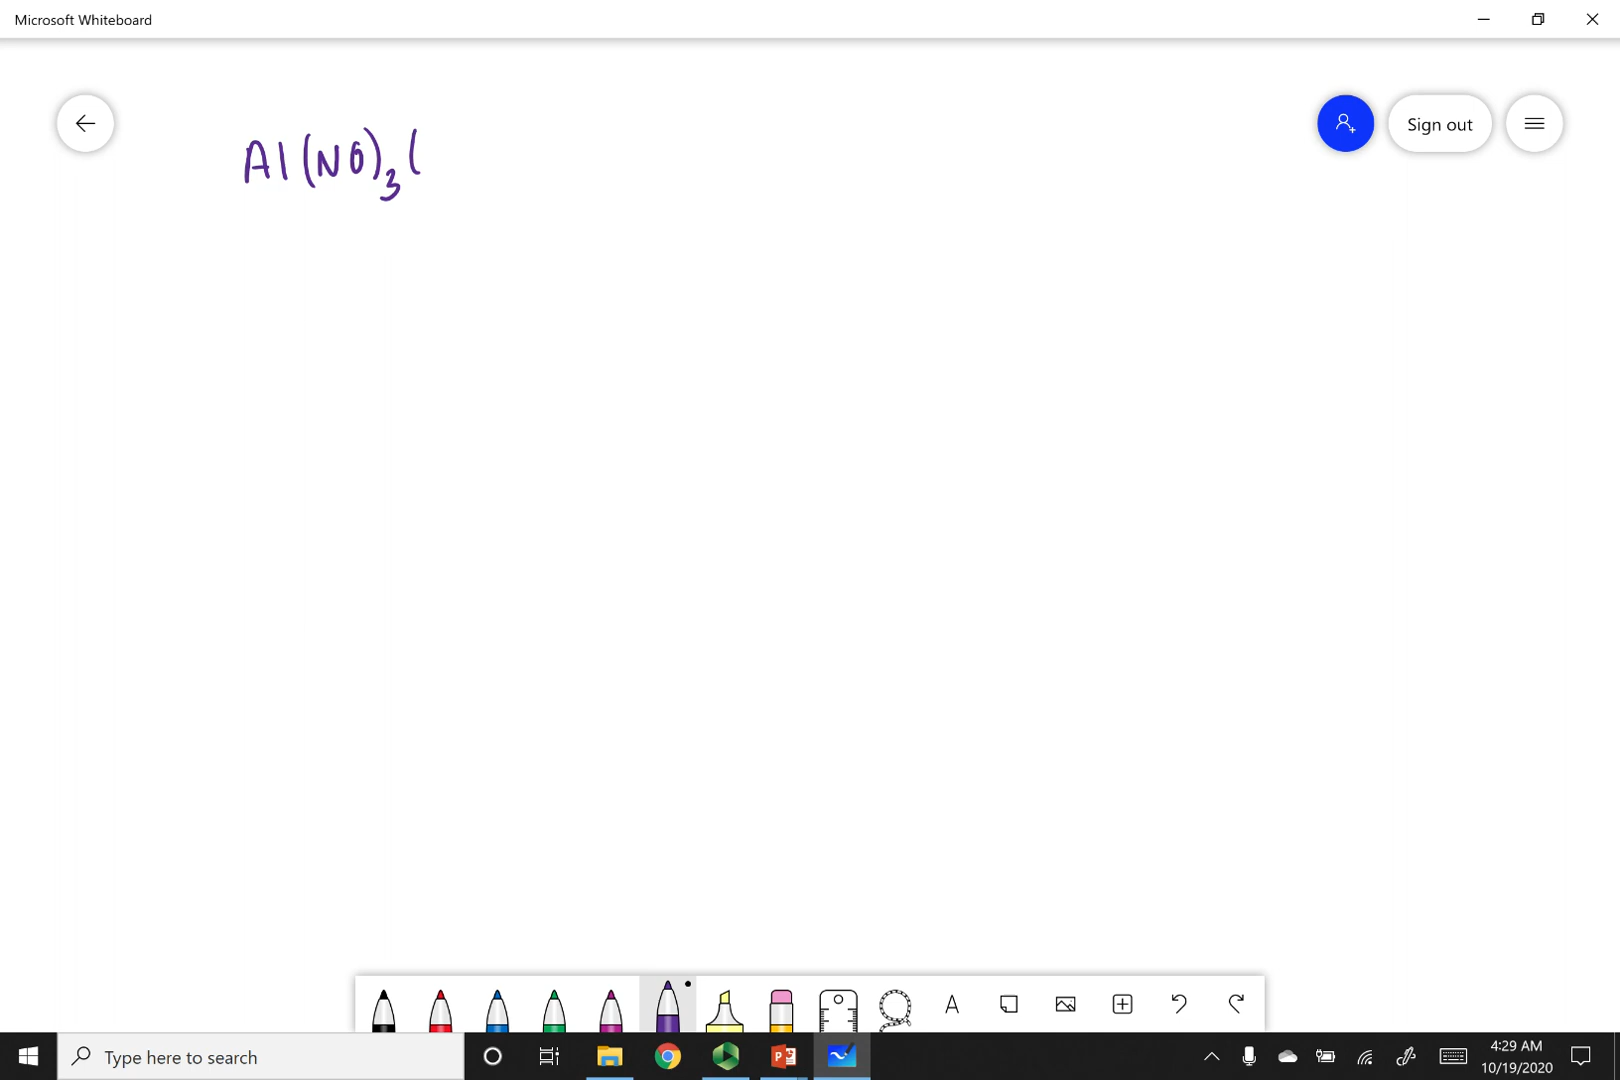 Microsoft Whiteboard
Sign out
Al(NO)₃(
A
Type here to search
4:29 AM
10/19/2020